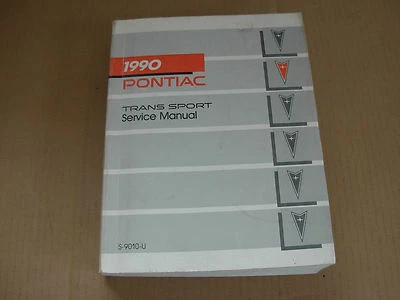 1990
PONTIAC
TRANS SPORT
Service Manual
S-9010-U